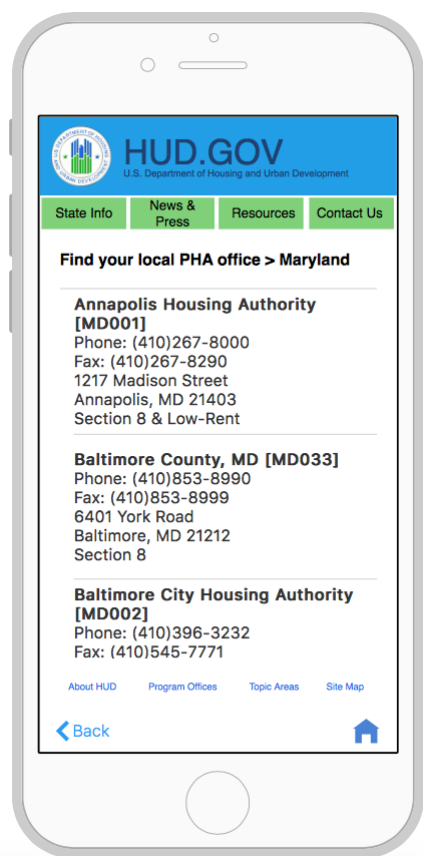 HUD.GOV
U.S. Department of Housing and Urban Development
State Info
News &
Press
Resources
Contact Us
Find your local PHA office > Maryland
Annapolis Housing Authority
[MD001]
Phone: (410)267-8000
Fax: (410)267-8290
1217 Madison Street
Annapolis, MD 21403
Section 8 & Low-Rent
Baltimore County, MD [MD033]
Phone: (410)853-8990
Fax: (410)853-8999
6401 York Road
Baltimore, MD 21212
Section 8
Baltimore City Housing Authority
[MD002]
Phone: (410)396-3232
Fax: (410)545-7771
About HUD
Program Offices
Topic Areas
Site Map
Back